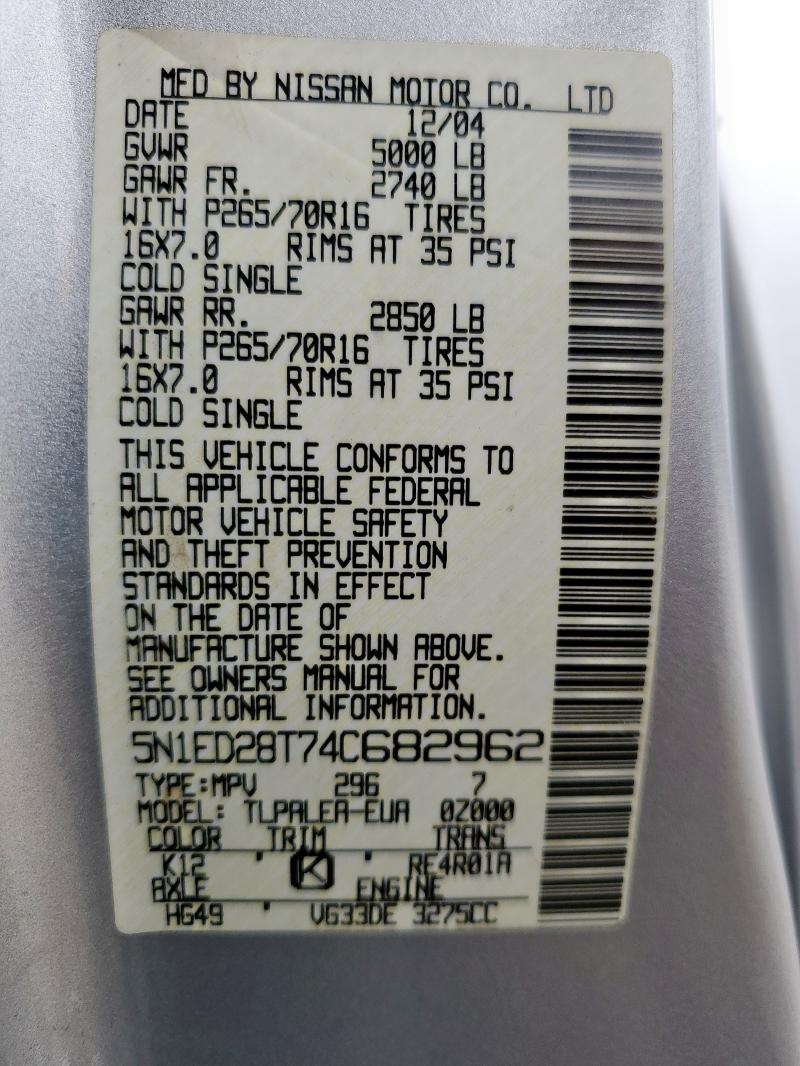 MFD BY NISSAN MOTOR CO. LTD
DATE 12/04
GVWR 5000 LB
GAWR FR. 2740 LB
WITH P265/70R16 TIRES
16X7.0 RIMS AT 35 PSI
COLD SINGLE
GAWR RR. 2850 LB
WITH P265/70R16 TIRES
16X7.0 RIMS AT 35 PSI
COLD SINGLE
THIS VEHICLE CONFORMS TO
ALL APPLICABLE FEDERAL
MOTOR VEHICLE SAFETY
AND THEFT PREVENTION
STANDARDS IN EFFECT
ON THE DATE OF
MANUFACTURE SHOWN ABOVE.
SEE OWNERS MANUAL FOR
ADDITIONAL INFORMATION.
5N1ED28T74C682962
TYPE:MPV 296 7
MODEL: TLPALEA-EUA 0Z000
COLOR TRIM TRANS
K12 K RE4R01A
AXLE ENGINE
HG49 VG33DE 3275CC